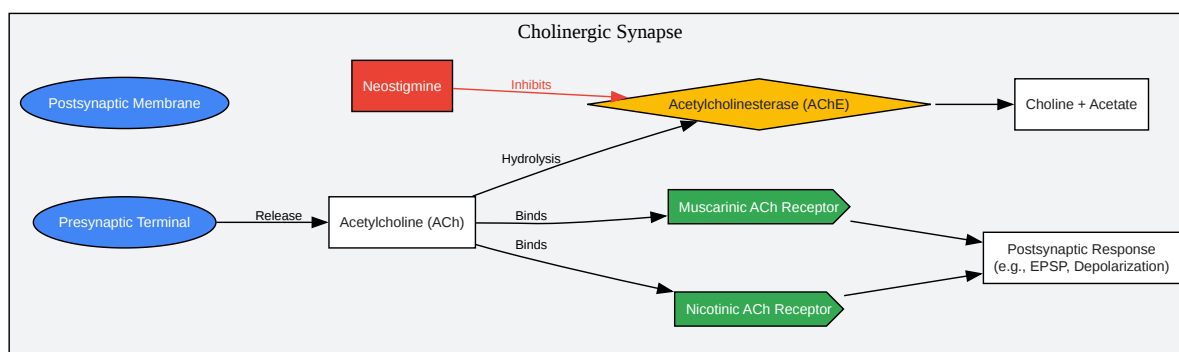 Cholinergic Synapse
Postsynaptic Membrane
Neostigmine
Inhibits
Acetylcholinesterase (AChE)
Choline + Acetate
Hydrolysis
Presynaptic Terminal
Release
Acetylcholine (ACh)
Binds
Muscarinic ACh Receptor
Binds
Nicotinic ACh Receptor
Postsynaptic Response
(e.g., EPSP, Depolarization)